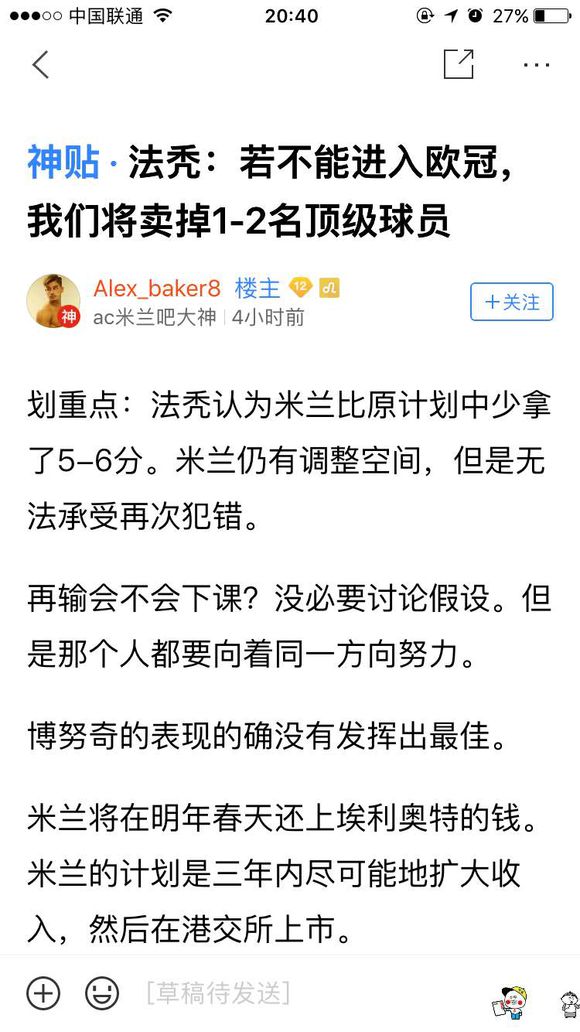 中国联通 20:40 27%
神贴·法秃：若不能进入欧冠，
我们将卖掉1-2名顶级球员
Alex_baker8 楼主 12
神 ac米兰吧大神 4小时前
＋关注
划重点：法秃认为米兰比原计划中少拿
了5–6分。米兰仍有调整空间，但是无
法承受再次犯错。
再输会不会下课？没必要讨论假设。但
是那个人都要向着同一方向努力。
博努奇的表现的确没有发挥出最佳。
米兰将在明年春天还上埃利奥特的钱。
米兰的计划是三年内尽可能地扩大收
入，然后在港交所上市。
[草稿待发送]